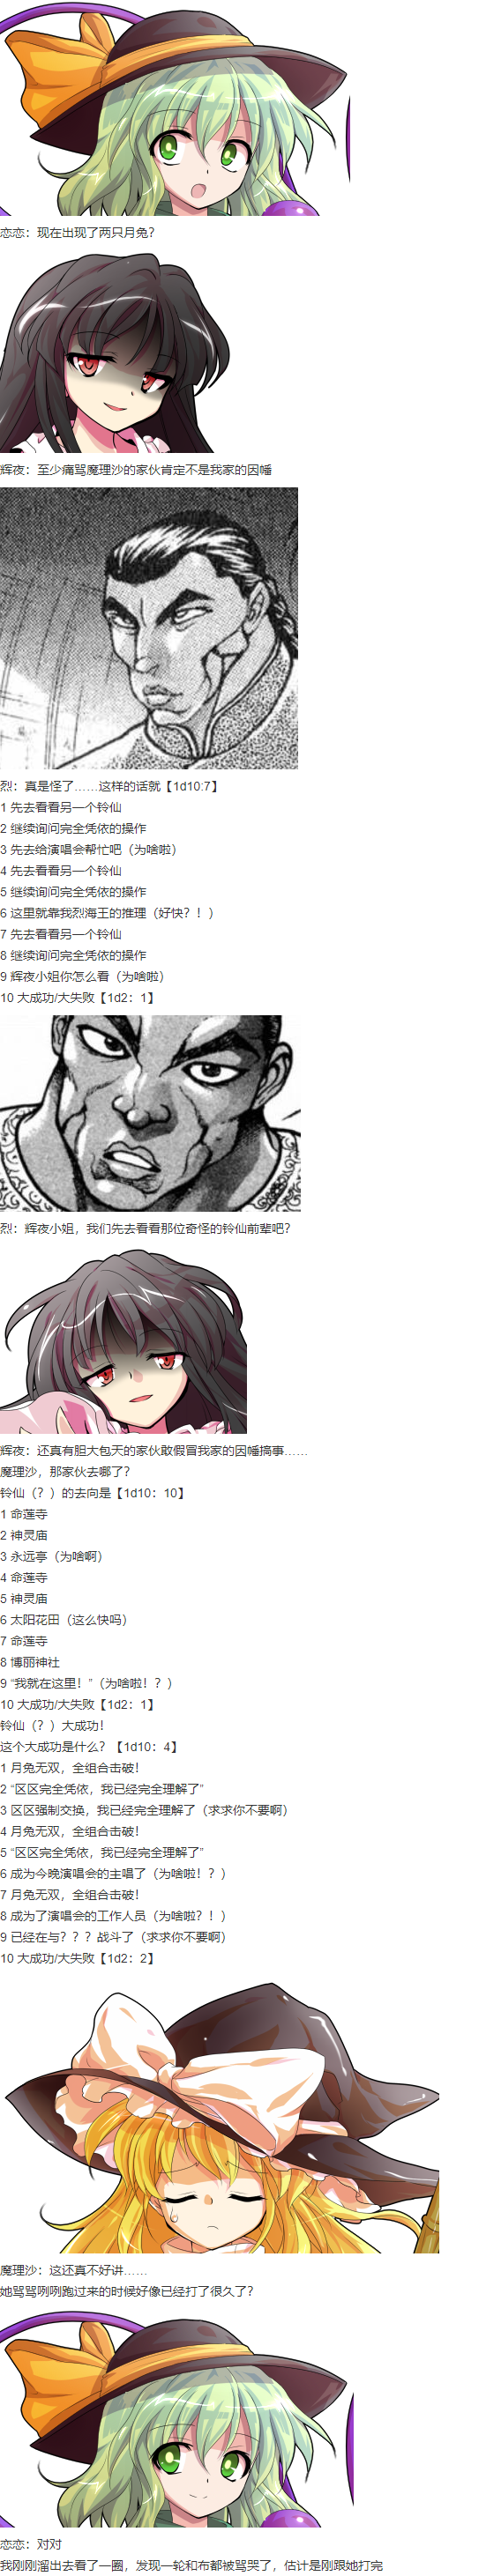 恋恋：现在出现了两只月兔？
辉夜：至少痛骂魔理沙的家伙肯定不是我家的因幡
烈：真是怪了……这样的话就【1d10:7】
1 先去看看另一个铃仙
2 继续询问完全凭依的操作
3 先去给演唱会帮忙吧（为啥啦）
4 先去看看另一个铃仙
5 继续询问完全凭依的操作
6 这里就靠我烈海王的推理（好快？！）
7 先去看看另一个铃仙
8 继续询问完全凭依的操作
9 辉夜小姐你怎么看（为啥啦）
10 大成功/大失败【1d2：1】
烈：辉夜小姐，我们先去看看那位奇怪的铃仙前辈吧？
辉夜：还真有胆大包天的家伙敢假冒我家的因幡搞事……
魔理沙，那家伙去哪了？
铃仙（？）的去向是【1d10：10】
1 命莲寺
2 神灵庙
3 永远亭（为啥啊）
4 命莲寺
5 神灵庙
6 太阳花田（这么快吗）
7 命莲寺
8 博丽神社
9 “我就在这里！”（为啥啦！？）
10 大成功/大失败【1d2：1】
铃仙（？）大成功！
这个大成功是什么？【1d10：4】
1 月兔无双，全组合击破！
2 “区区完全凭依，我已经完全理解了”
3 区区强制交换，我已经完全理解了（求求你不要啊）
4 月兔无双，全组合击破！
5 “区区完全凭依，我已经完全理解了”
6 成为今晚演唱会的主唱了（为啥啦！？）
7 月兔无双，全组合击破！
8 成为了演唱会的工作人员（为啥啦？！）
9 已经在与？？？战斗了（求求你不要啊）
10 大成功/大失败【1d2：2】
魔理沙：这还真不好讲……
她骂骂咧咧跑过来的时候好像已经打了很久了？
恋恋：对对
我刚刚溜出去看了一圈，发现一轮和布都被骂哭了，估计是刚跟她打完